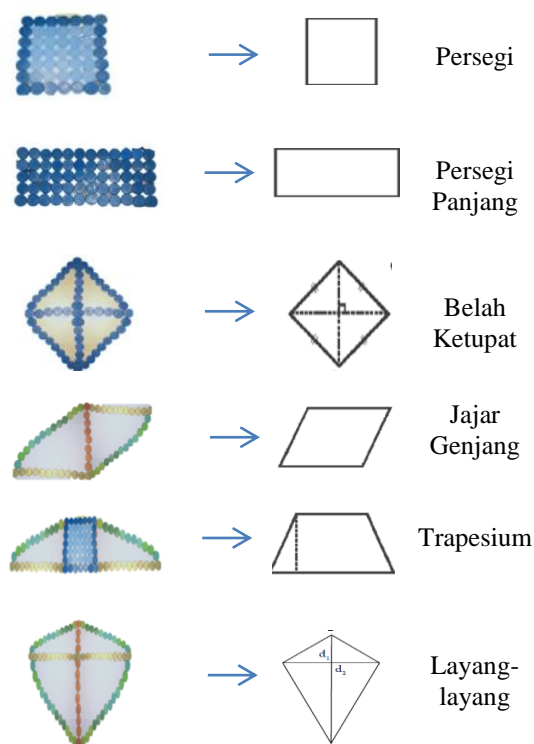 Persegi
Persegi
Panjang
Belah
Ketupat
Jajar
Genjang
Trapesium
d₁
d₂
Layang-
layang